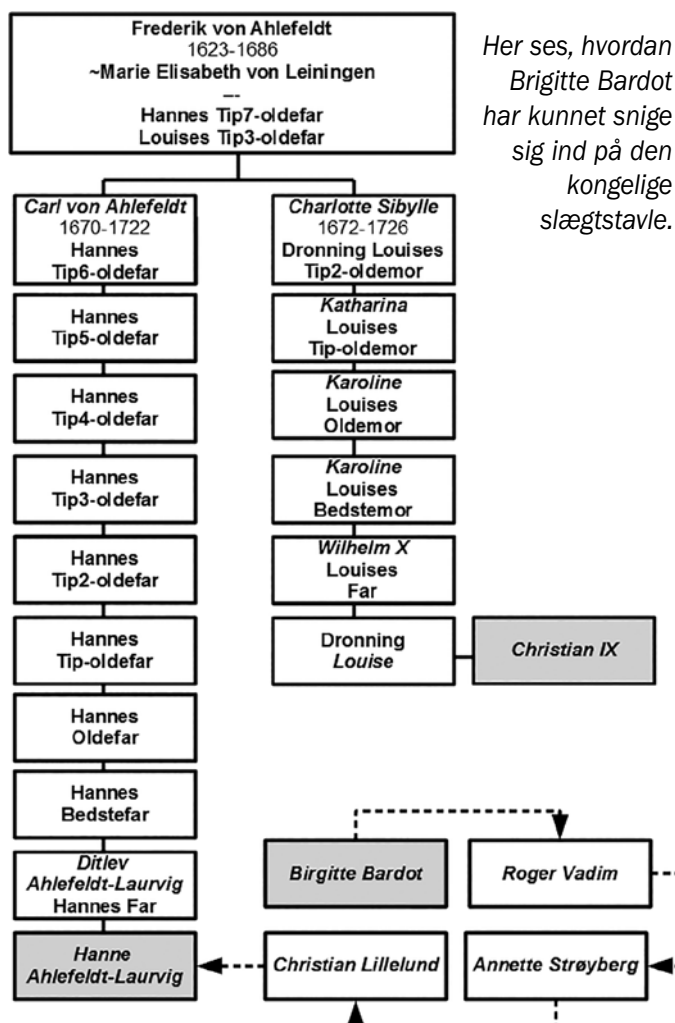 Frederik von Ahlefeldt
1623-1686
~Marie Elisabeth von Leiningen
---
Hannes Tip7-oldefar
Louises Tip3-oldefar
Her ses, hvordan
Brigitte Bardot
har kunnet snige
sig ind på den
kongelige
slægtstavle.
Carl von Ahlefeldt
1670-1722
Hannes
Tip6-oldefar
Hannes
Tip5-oldefar
Hannes
Tip4-oldefar
Hannes
Tip3-oldefar
Hannes
Tip2-oldefar
Hannes
Tip-oldefar
Hannes
Oldefar
Hannes
Bedstefar
Ditlev
Ahlefeldt-Laurvig
Hannes Far
Hanne
Ahlefeldt-Laurvig
Charlotte Sibylle
1672-1726
Dronning Louises
Tip2-oldemor
Katharina
Louises
Tip-oldemor
Karoline
Louises
Oldemor
Karoline
Louises
Bedstemor
Wilhelm X
Louises
Far
Dronning
Louise
Christian IX
Birgitte Bardot
Roger Vadim
Christian Lillelund
Annette Strøyberg